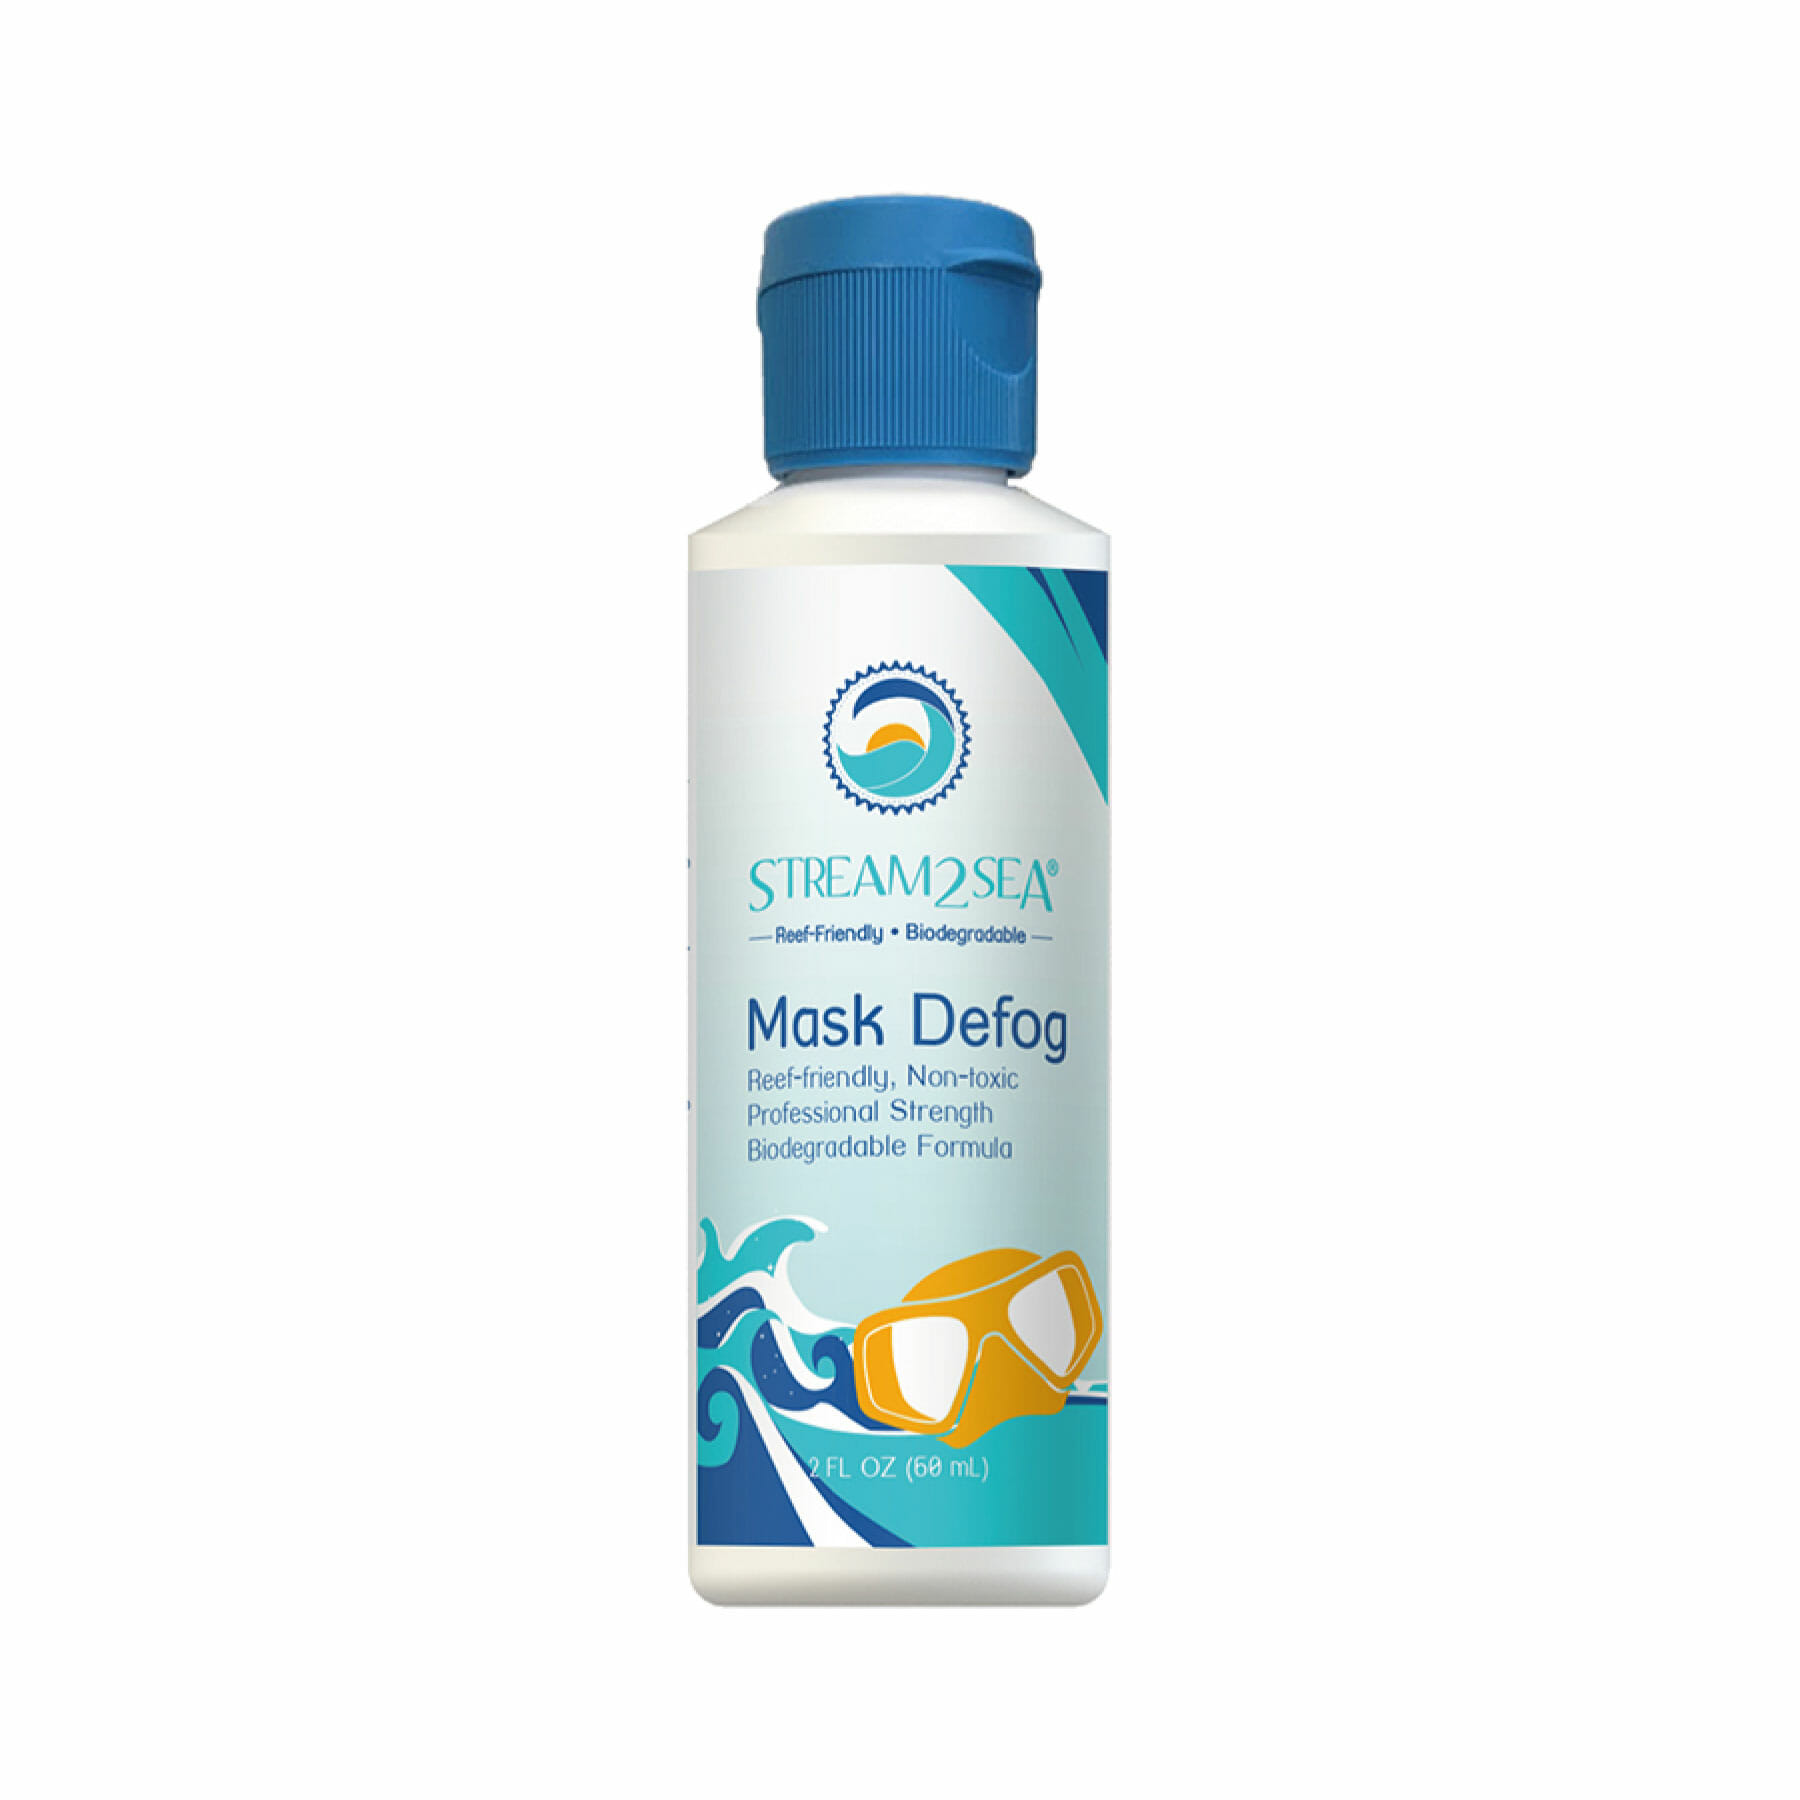 STREAM2SEA®
Reef-Friendly • Biodegradable
Mask Defog
Reef-friendly, Non-toxic
Professional Strength
Biodegradable Formula
2 FL OZ (60 mL)